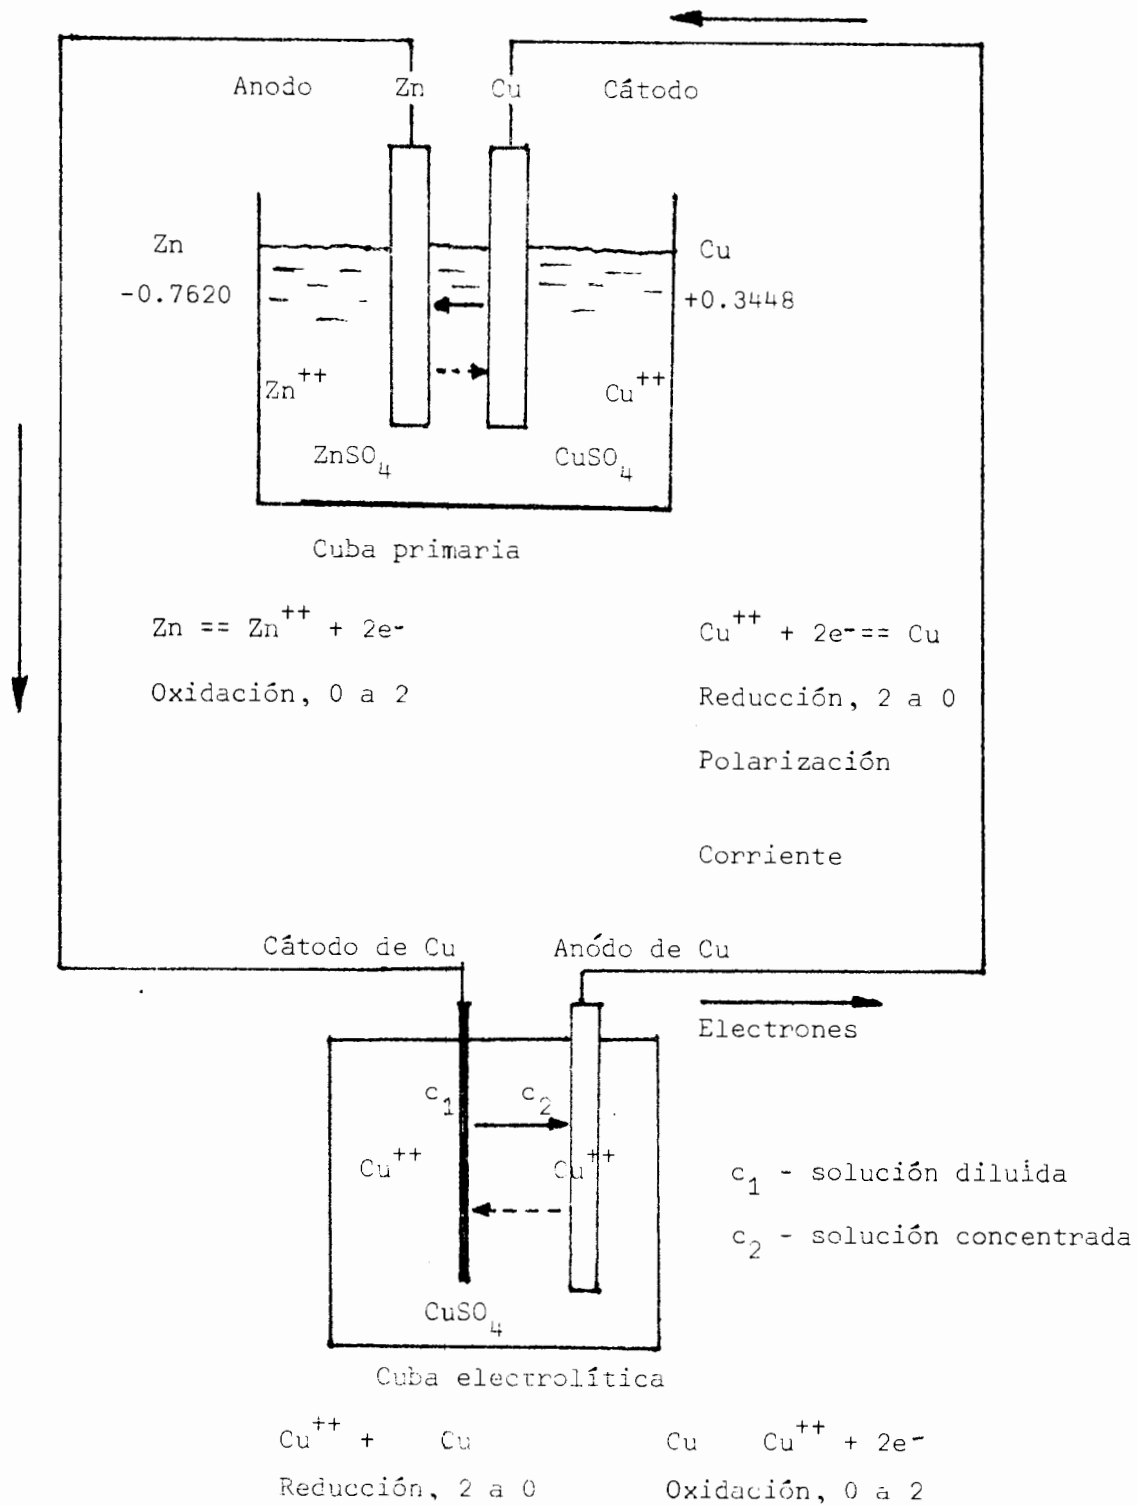 Anodo Zn Cu Cátodo
Zn Cu
-0.7620 +0.3448
Zn++ Cu++
ZnSO4 CuSO4
Cuba primaria
Zn == Zn++ + 2e- Cu++ + 2e- == Cu
Oxidación, 0 a 2 Reducción, 2 a 0
Polarización
Corriente
Cátodo de Cu Anódo de Cu
Electrones
c1 c2
Cu++ Cu++ c1 - solución diluida
c2 - solución concentrada
CuSO4
Cuba electrolítica
Cu++ + Cu Cu Cu++ + 2e-
Reducción, 2 a 0 Oxidación, 0 a 2